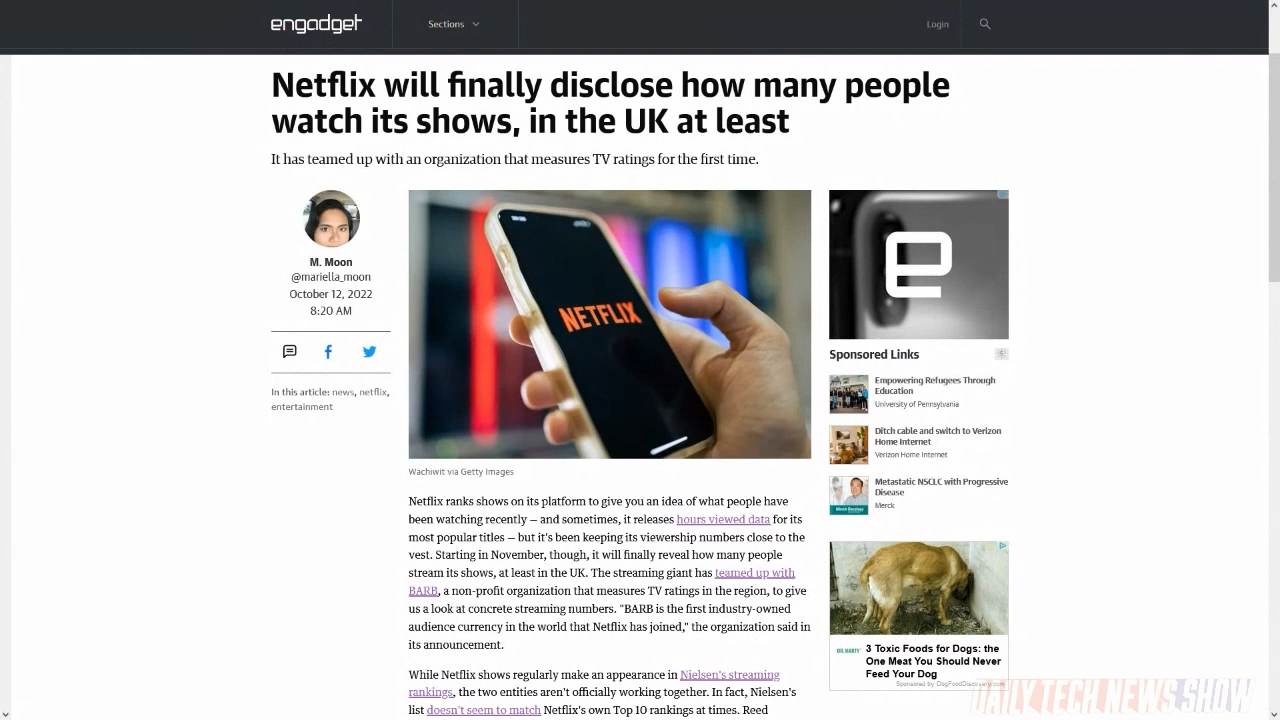 engadget
Sections
Login
Netflix will finally disclose how many people
watch its shows, in the UK at least
It has teamed up with an organization that measures TV ratings for the first time.
M. Moon
@mariella_moon
October 12, 2022
8:20 AM
In this article: news, netflix,
entertainment
NETFLIX
Wachiwit via Getty Images
Netflix ranks shows on its platform to give you an idea of what people have
been watching recently — and sometimes, it releases hours viewed data for its
most popular titles — but it's been keeping its viewership numbers close to the
vest. Starting in November, though, it will finally reveal how many people
stream its shows, at least in the UK. The streaming giant has teamed up with
BARB, a non-profit organization that measures TV ratings in the region, to give
us a look at concrete streaming numbers. "BARB is the first industry-owned
audience currency in the world that Netflix has joined," the organization said in
its announcement.
While Netflix shows regularly make an appearance in Nielsen's streaming
rankings, the two entities aren't officially working together. In fact, Nielsen's
list doesn't seem to match Netflix's own Top 10 rankings at times. Reed
e
Sponsored Links
Empowering Refugees Through
Education
University of Pennsylvania
Ditch cable and switch to Verizon
Home Internet
Verizon Home Internet
Metastatic NSCLC with Progressive
Disease
Merck
DR. MARTY
3 Toxic Foods for Dogs: the
One Meat You Should Never
Feed Your Dog
Sponsored by DogFoodDiscovery.com
DAILY TECH NEWS SHOW